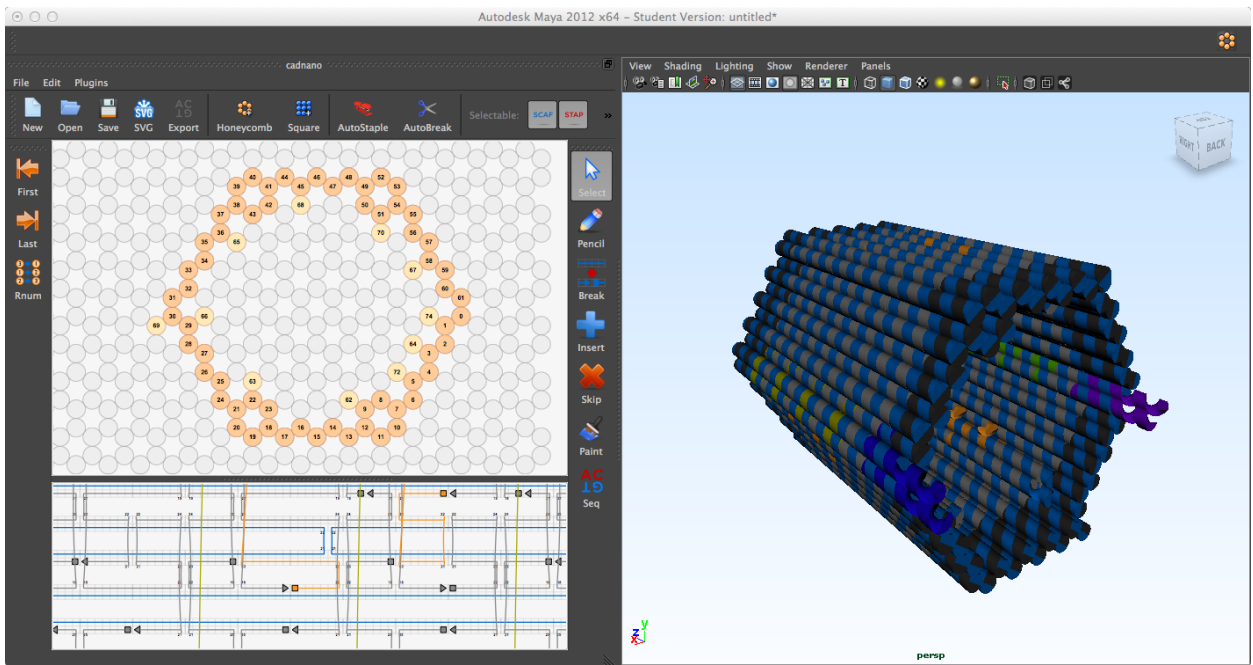 Autodesk Maya 2012 x64 – Student Version: untitled*
cadnano
File Edit Plugins
New Open Save SVG Export Honeycomb Square AutoStaple AutoBreak Selectable: SCAF STAP »
SVG
AC
TG
First
Last
Rnum
Select
Pencil
Break
Insert
Skip
Paint
Seq
View Shading Lighting Show Renderer Panels
RIGHT BACK
40 44 46 48 52
39 41 45 47 49 53
38 42 68 50 54
37 43 51 55
36 70 56
35 65 57
34 58
33 67 59
32 60
31 61
30 66 74 0
69 29 1
28 64 2
27 3
26 72 4
25 63 5
24 22 62 8 6
21 23 9 7
20 18 16 14 12 10
19 17 15 13 11
y
z
x
persp